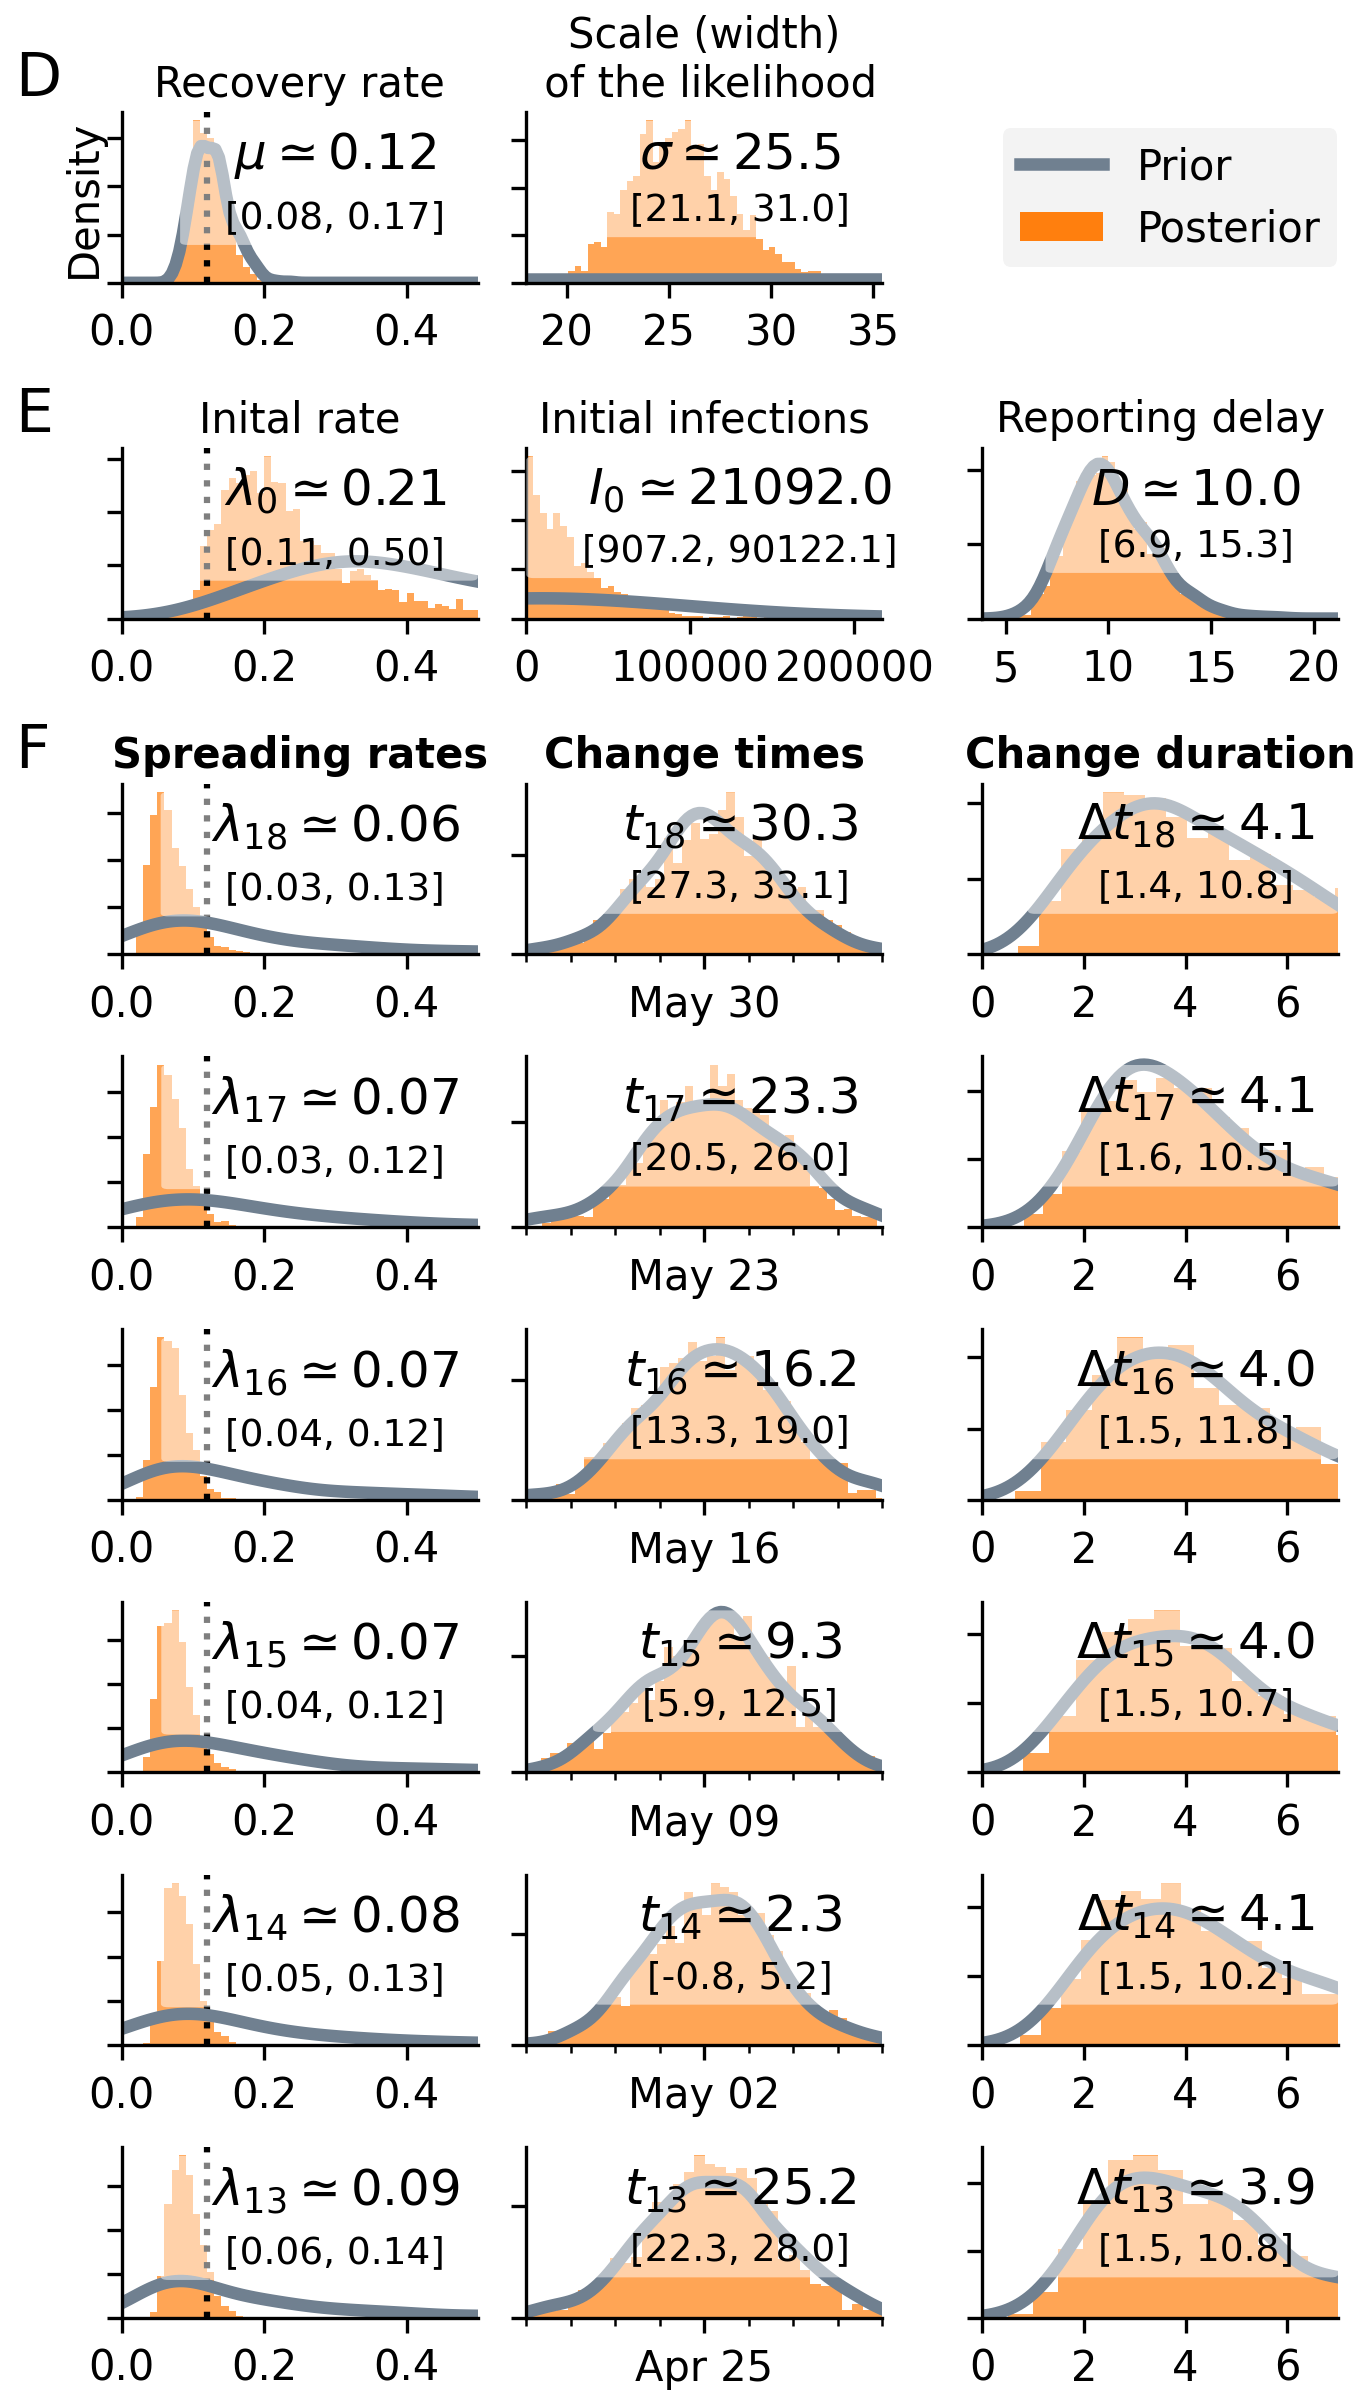 D
Recovery rate
Scale (width)
of the likelihood
Density
μ ≃ 0.12
[0.08, 0.17]
0.0 0.2 0.4
σ ≃ 25.5
[21.1, 31.0]
20 25 30 35
Prior
Posterior
E
Inital rate
λ0 ≃ 0.21
[0.11, 0.50]
0.0 0.2 0.4
Initial infections
I0 ≃ 21092.0
[907.2, 90122.1]
0 100000 200000
Reporting delay
D ≃ 10.0
[6.9, 15.3]
5 10 15 20
F
Spreading rates
Change times
Change duration
λ18 ≃ 0.06
[0.03, 0.13]
0.0 0.2 0.4
t18 ≃ 30.3
[27.3, 33.1]
May 30
Δt18 ≃ 4.1
[1.4, 10.8]
0 2 4 6
λ17 ≃ 0.07
[0.03, 0.12]
0.0 0.2 0.4
t17 ≃ 23.3
[20.5, 26.0]
May 23
Δt17 ≃ 4.1
[1.6, 10.5]
0 2 4 6
λ16 ≃ 0.07
[0.04, 0.12]
0.0 0.2 0.4
t16 ≃ 16.2
[13.3, 19.0]
May 16
Δt16 ≃ 4.0
[1.5, 11.8]
0 2 4 6
λ15 ≃ 0.07
[0.04, 0.12]
0.0 0.2 0.4
t15 ≃ 9.3
[5.9, 12.5]
May 09
Δt15 ≃ 4.0
[1.5, 10.7]
0 2 4 6
λ14 ≃ 0.08
[0.05, 0.13]
0.0 0.2 0.4
t14 ≃ 2.3
[-0.8, 5.2]
May 02
Δt14 ≃ 4.1
[1.5, 10.2]
0 2 4 6
λ13 ≃ 0.09
[0.06, 0.14]
0.0 0.2 0.4
t13 ≃ 25.2
[22.3, 28.0]
Apr 25
Δt13 ≃ 3.9
[1.5, 10.8]
0 2 4 6